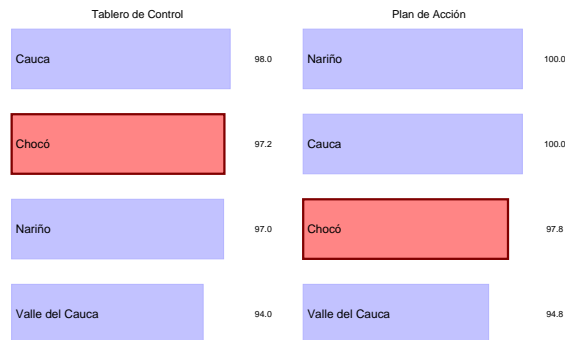 Tablero de Control
Cauca 98.0
Chocó 97.2
Nariño 97.0
Valle del Cauca 94.0
Plan de Acción
Nariño 100.0
Cauca 100.0
Chocó 97.8
Valle del Cauca 94.8